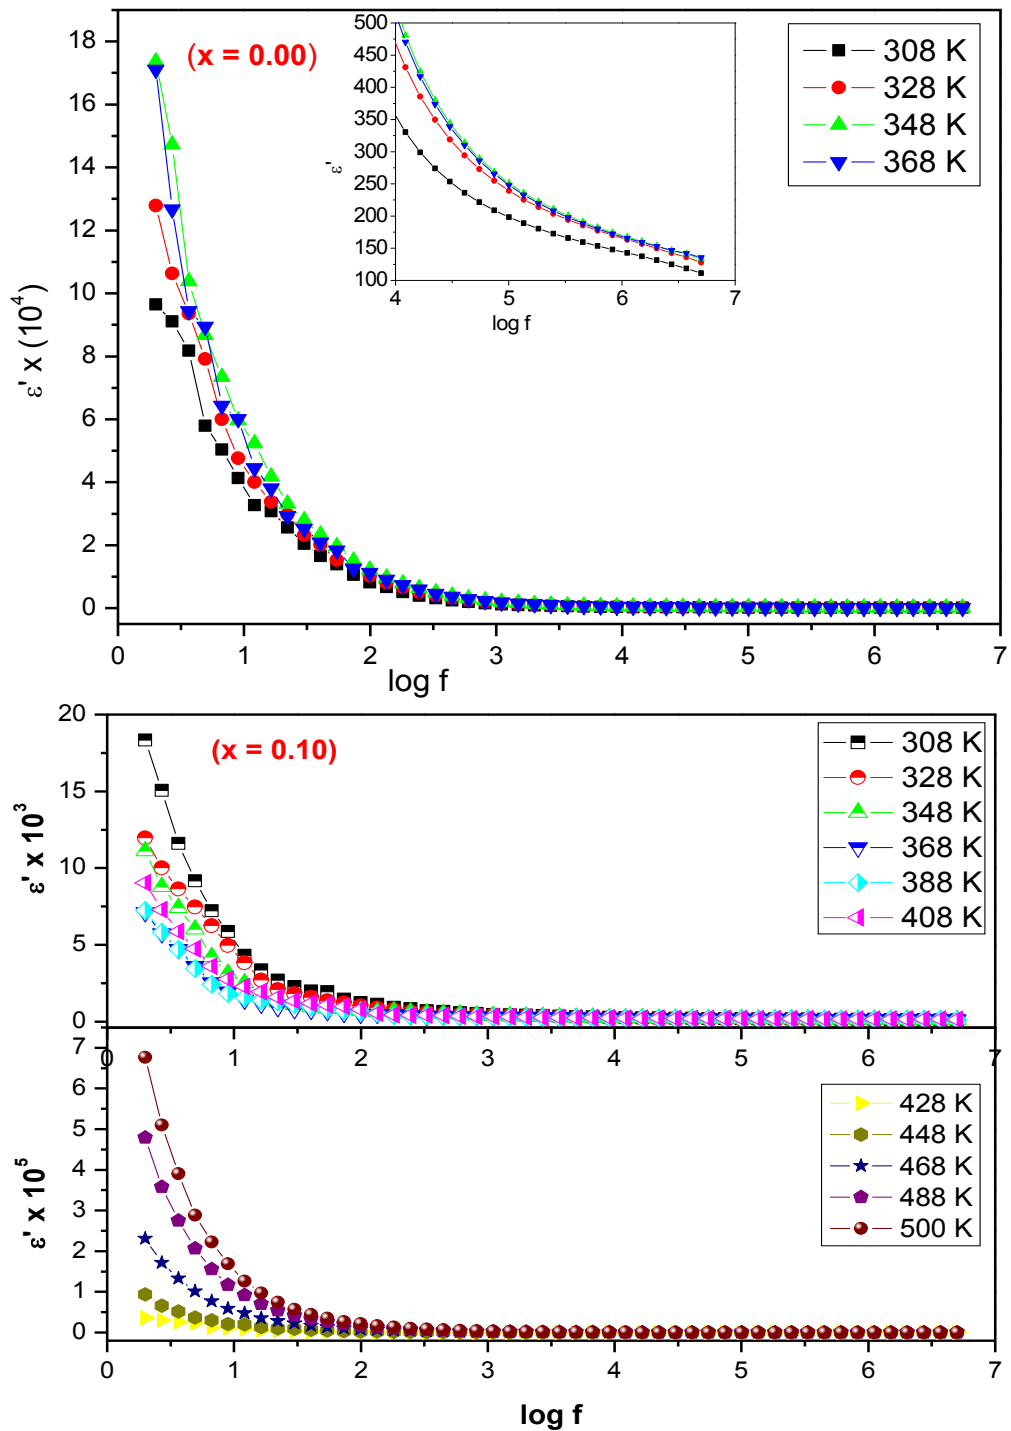 (x = 0.00)
308 K
328 K
348 K
368 K
500
450
400
350
300
250
200
150
100
ε'
4 5 6 7
log f
18
16
14
12
10
8
6
4
2
0
ε' x (10⁴)
0 1 2 3 4 5 6 7
log f
(x = 0.10)
308 K
328 K
348 K
368 K
388 K
408 K
20
15
10
5
0
ε' x 10³
0 1 2 3 4 5 6 7
428 K
448 K
468 K
488 K
500 K
7
6
5
4
3
2
1
0
ε' x 10⁵
0 1 2 3 4 5 6 7
log f